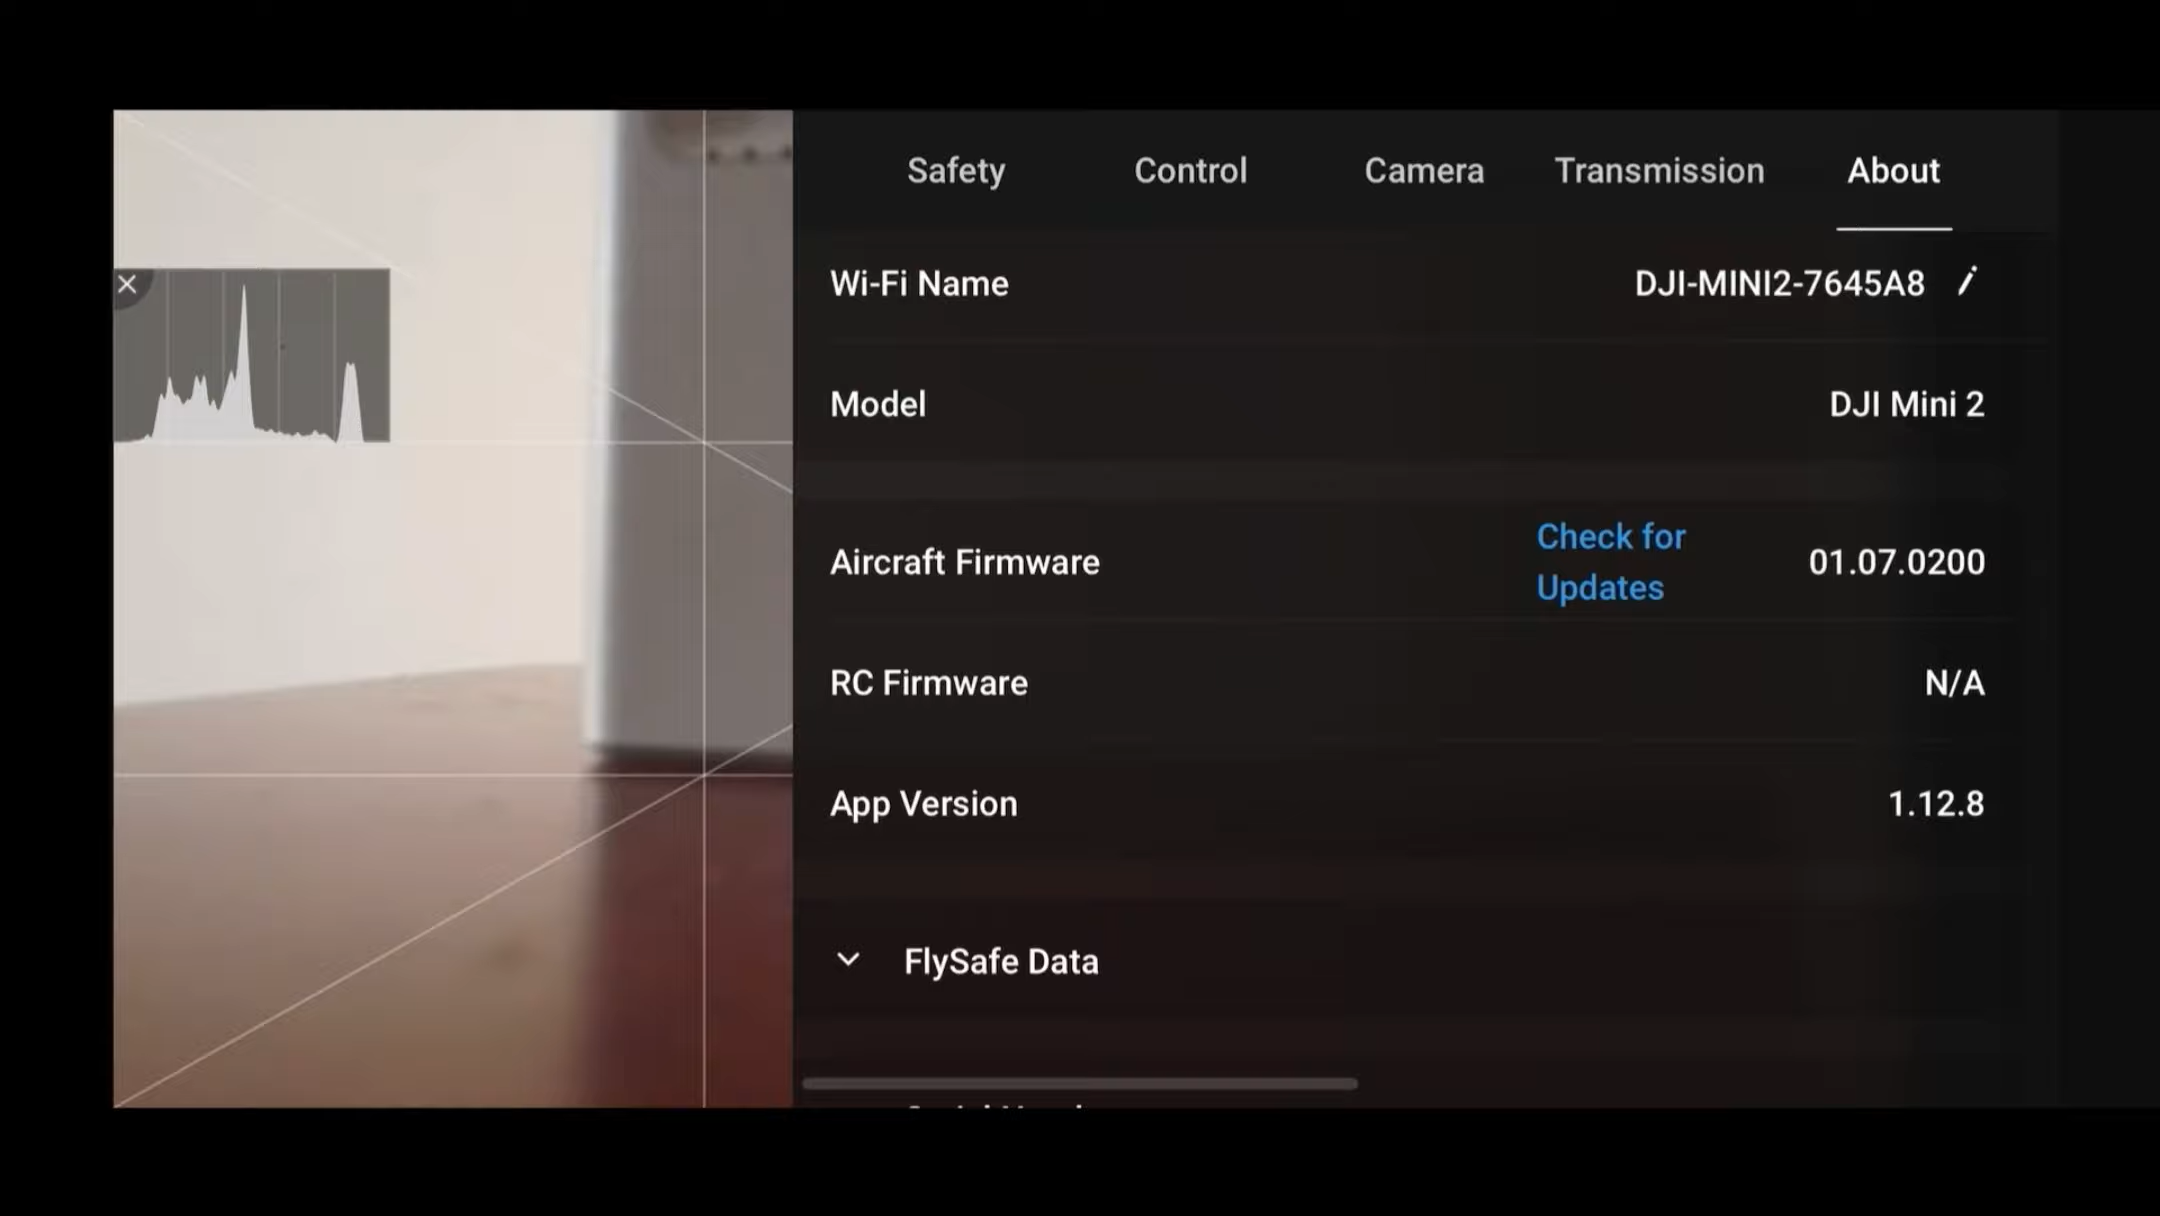 Safety Control Camera Transmission About
Wi-Fi Name DJI-MINI2-7645A8
Model DJI Mini 2
Aircraft Firmware Check for Updates 01.07.0200
RC Firmware N/A
App Version 1.12.8
FlySafe Data